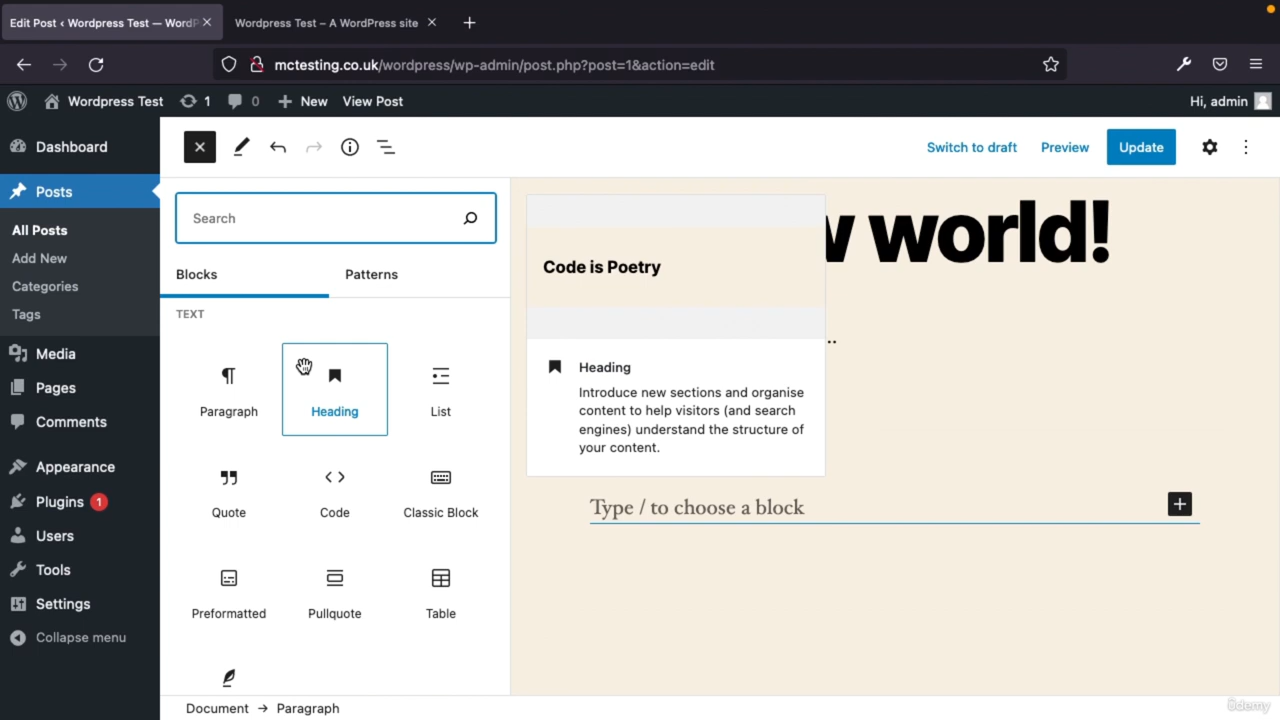 Edit Post ‹ Wordpress Test — WordP
Wordpress Test – A WordPress site
mctesting.co.uk/wordpress/wp-admin/post.php?post=1&action=edit
Wordpress Test
1
0
New
View Post
Hi, admin
Dashboard
Switch to draft
Preview
Update
Posts
All Posts
Add New
Categories
Tags
Media
Pages
Comments
Appearance
Plugins 1
Users
Tools
Settings
Collapse menu
Search
Blocks
Patterns
TEXT
Paragraph
Heading
List
Quote
Code
Classic Block
Preformatted
Pullquote
Table
w world!
Code is Poetry
..
Heading
Introduce new sections and organise
content to help visitors (and search
engines) understand the structure of
your content.
Type / to choose a block
Document → Paragraph
ûdemy